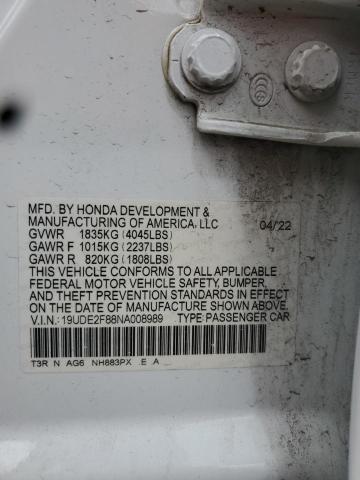 MFD. BY HONDA DEVELOPMENT &
MANUFACTURING OF AMERICA, LLC 04/22
GVWR 1835KG (4045LBS)
GAWR F 1015KG (2237LBS)
GAWR R 820KG (1808LBS)
THIS VEHICLE CONFORMS TO ALL APPLICABLE
FEDERAL MOTOR VEHICLE SAFETY, BUMPER,
AND THEFT PREVENTION STANDARDS IN EFFECT
ON THE DATE OF MANUFACTURE SHOWN ABOVE.
V.I.N.: 19UDE2F88NA008989 TYPE: PASSENGER CAR
T3R N AG6 NH883PX E A